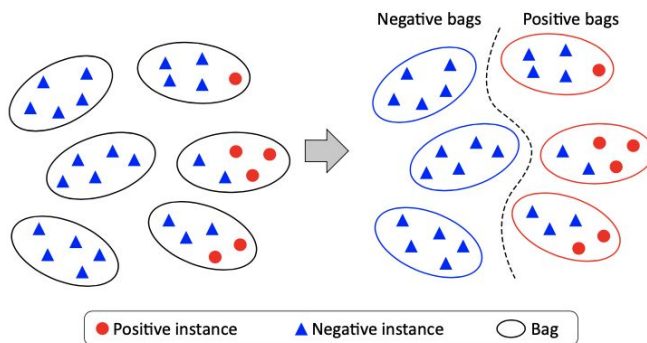 Negative bags
Positive bags
Positive instance
Negative instance
Bag